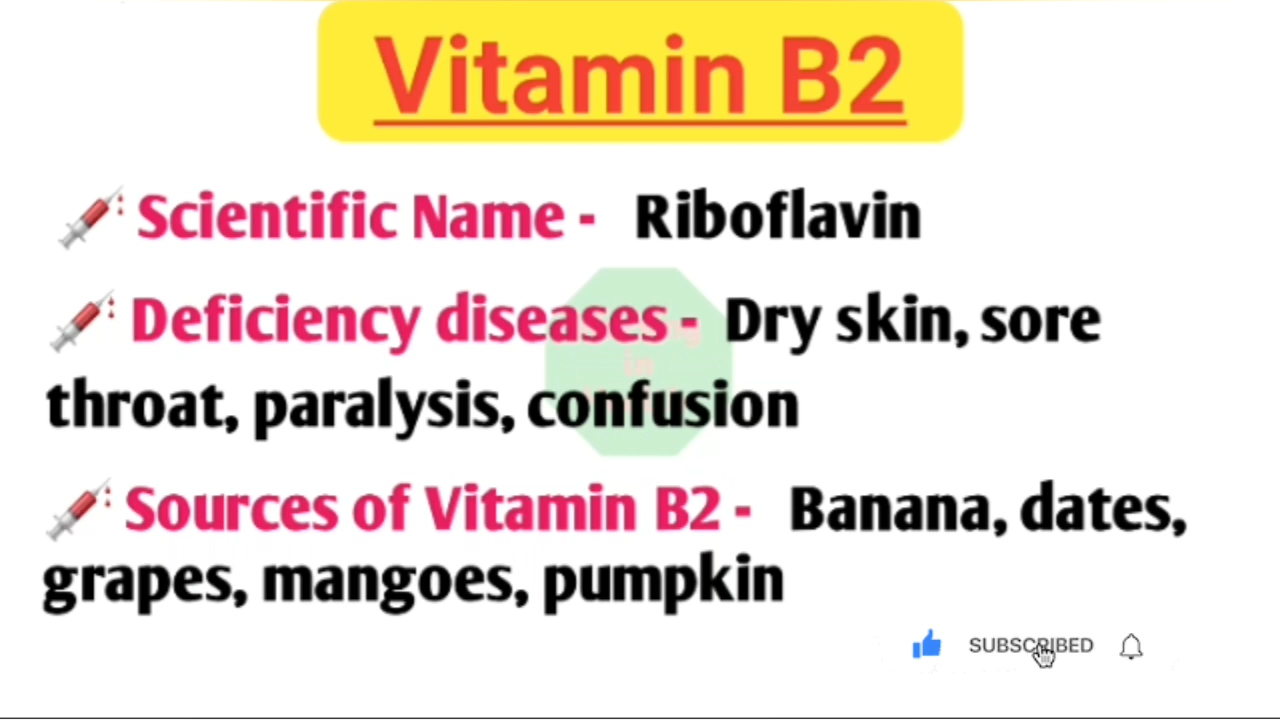 Vitamin B2
Scientific Name - Riboflavin
Deficiency diseases - Dry skin, sore
throat, paralysis, confusion
Sources of Vitamin B2 - Banana, dates,
grapes, mangoes, pumpkin
SUBSCRIBED